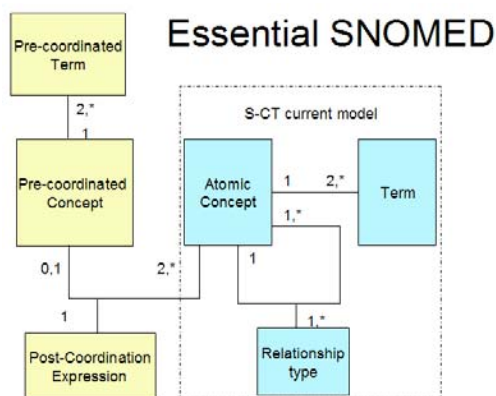 Essential SNOMED
Pre-coordinated
Term
2,*
1
S-CT current model
Pre-coordinated
Concept
Atomic
Concept
1
2,*
Term
1,*
0,1
2,*
1
1
1,*
Post-Coordination
Expression
Relationship
type